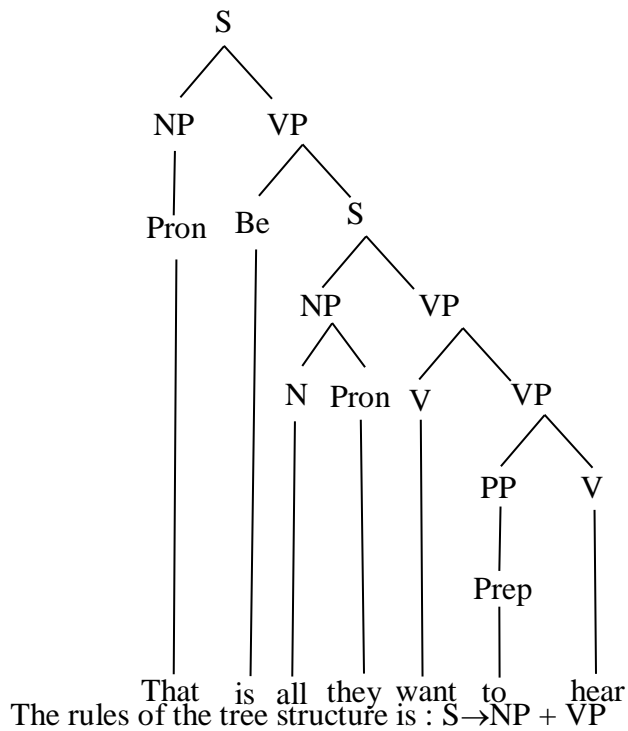 S
NP VP
Pron Be S
NP VP
N Pron V VP
PP V
Prep
That is all they want to hear
The rules of the tree structure is : S→NP + VP